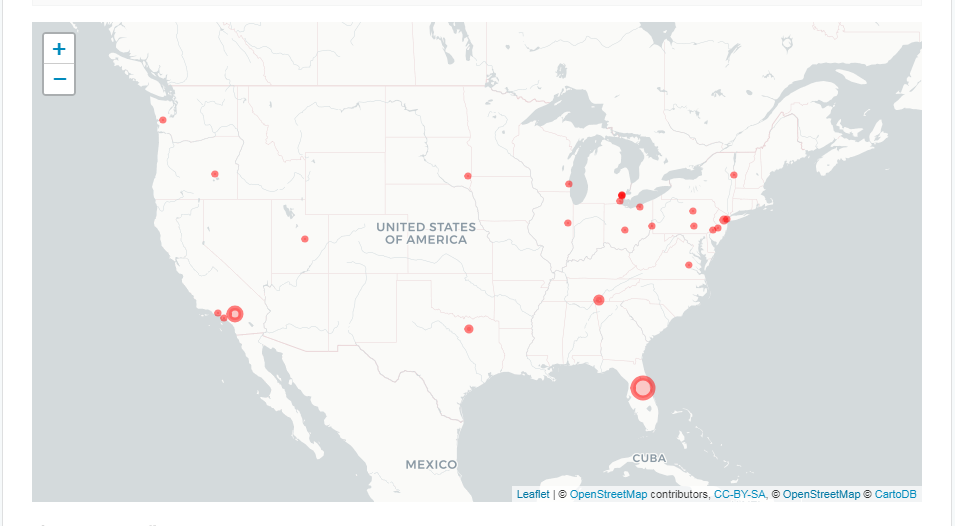 +
−
UNITED STATES
OF AMERICA
MEXICO
CUBA
Leaflet | © OpenStreetMap contributors, CC-BY-SA, © OpenStreetMap © CartoDB